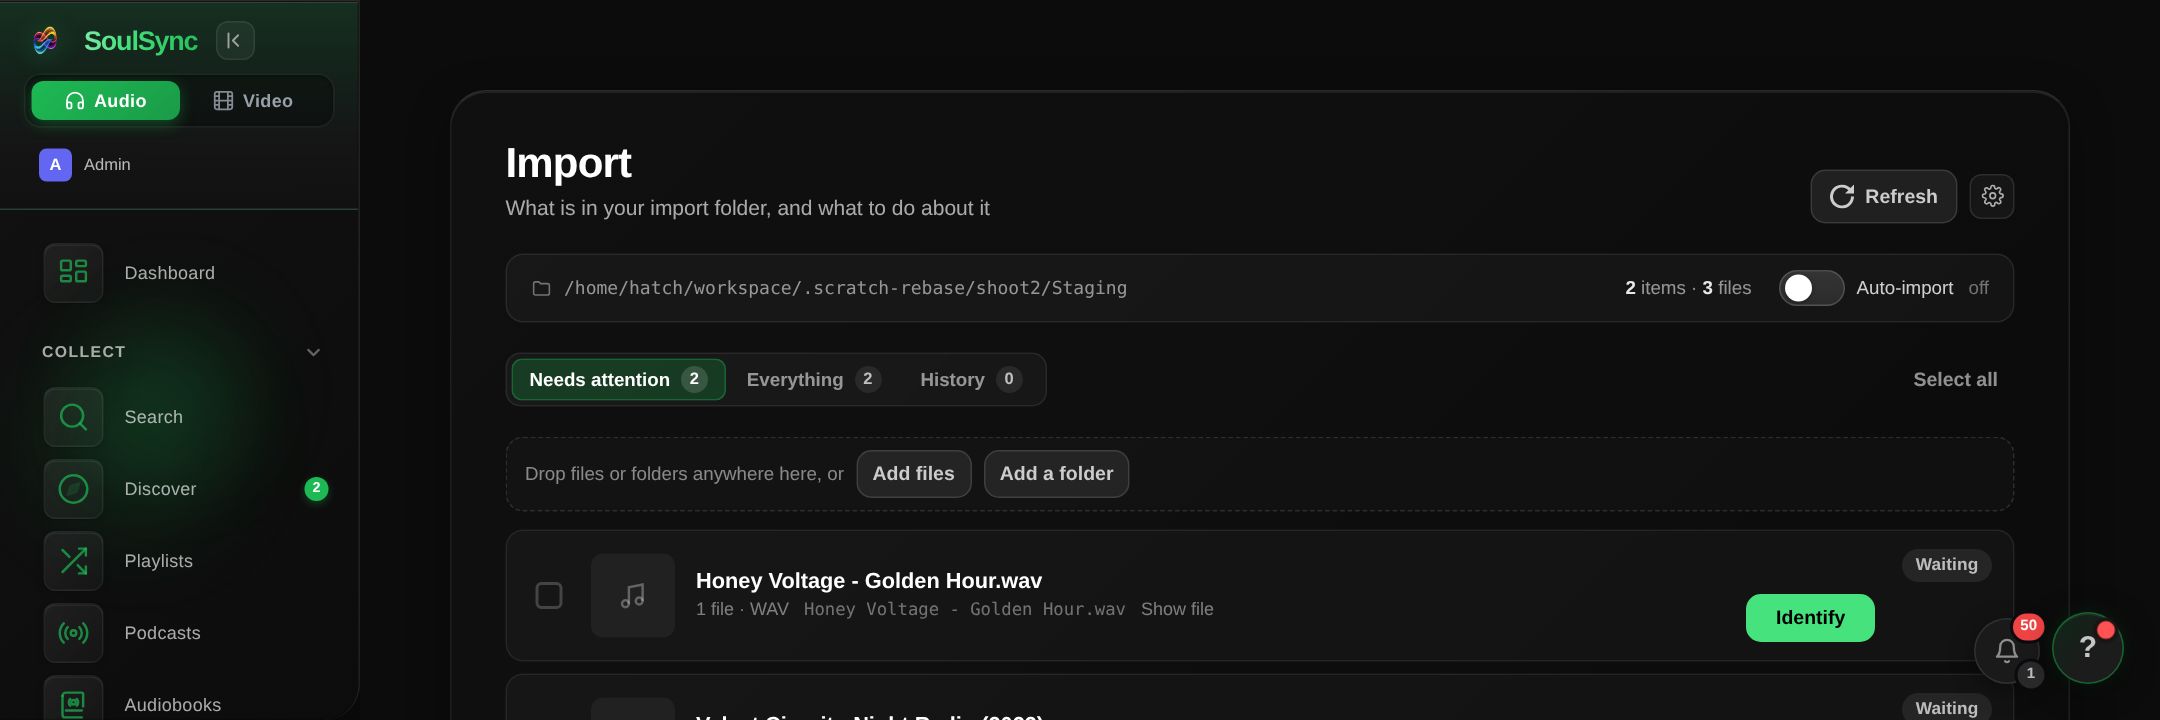 SoulSync
Audio
Video
A
Admin
Dashboard
COLLECT
Search
Discover
2
Playlists
Podcasts
Audiobooks
Import
What is in your import folder, and what to do about it
Refresh
/home/hatch/workspace/.scratch-rebase/shoot2/Staging
2 items · 3 files
Auto-import off
Needs attention 2
Everything 2
History 0
Select all
Drop files or folders anywhere here, or
Add files
Add a folder
Honey Voltage - Golden Hour.wav
1 file · WAV Honey Voltage - Golden Hour.wav Show file
Waiting
Identify
50
1
?
Waiting